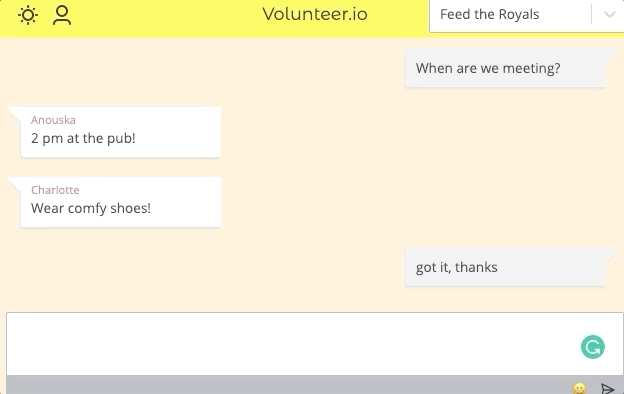 Volunteer.io
Feed the Royals
When are we meeting?
Anouska
2 pm at the pub!
Charlotte
Wear comfy shoes!
got it, thanks